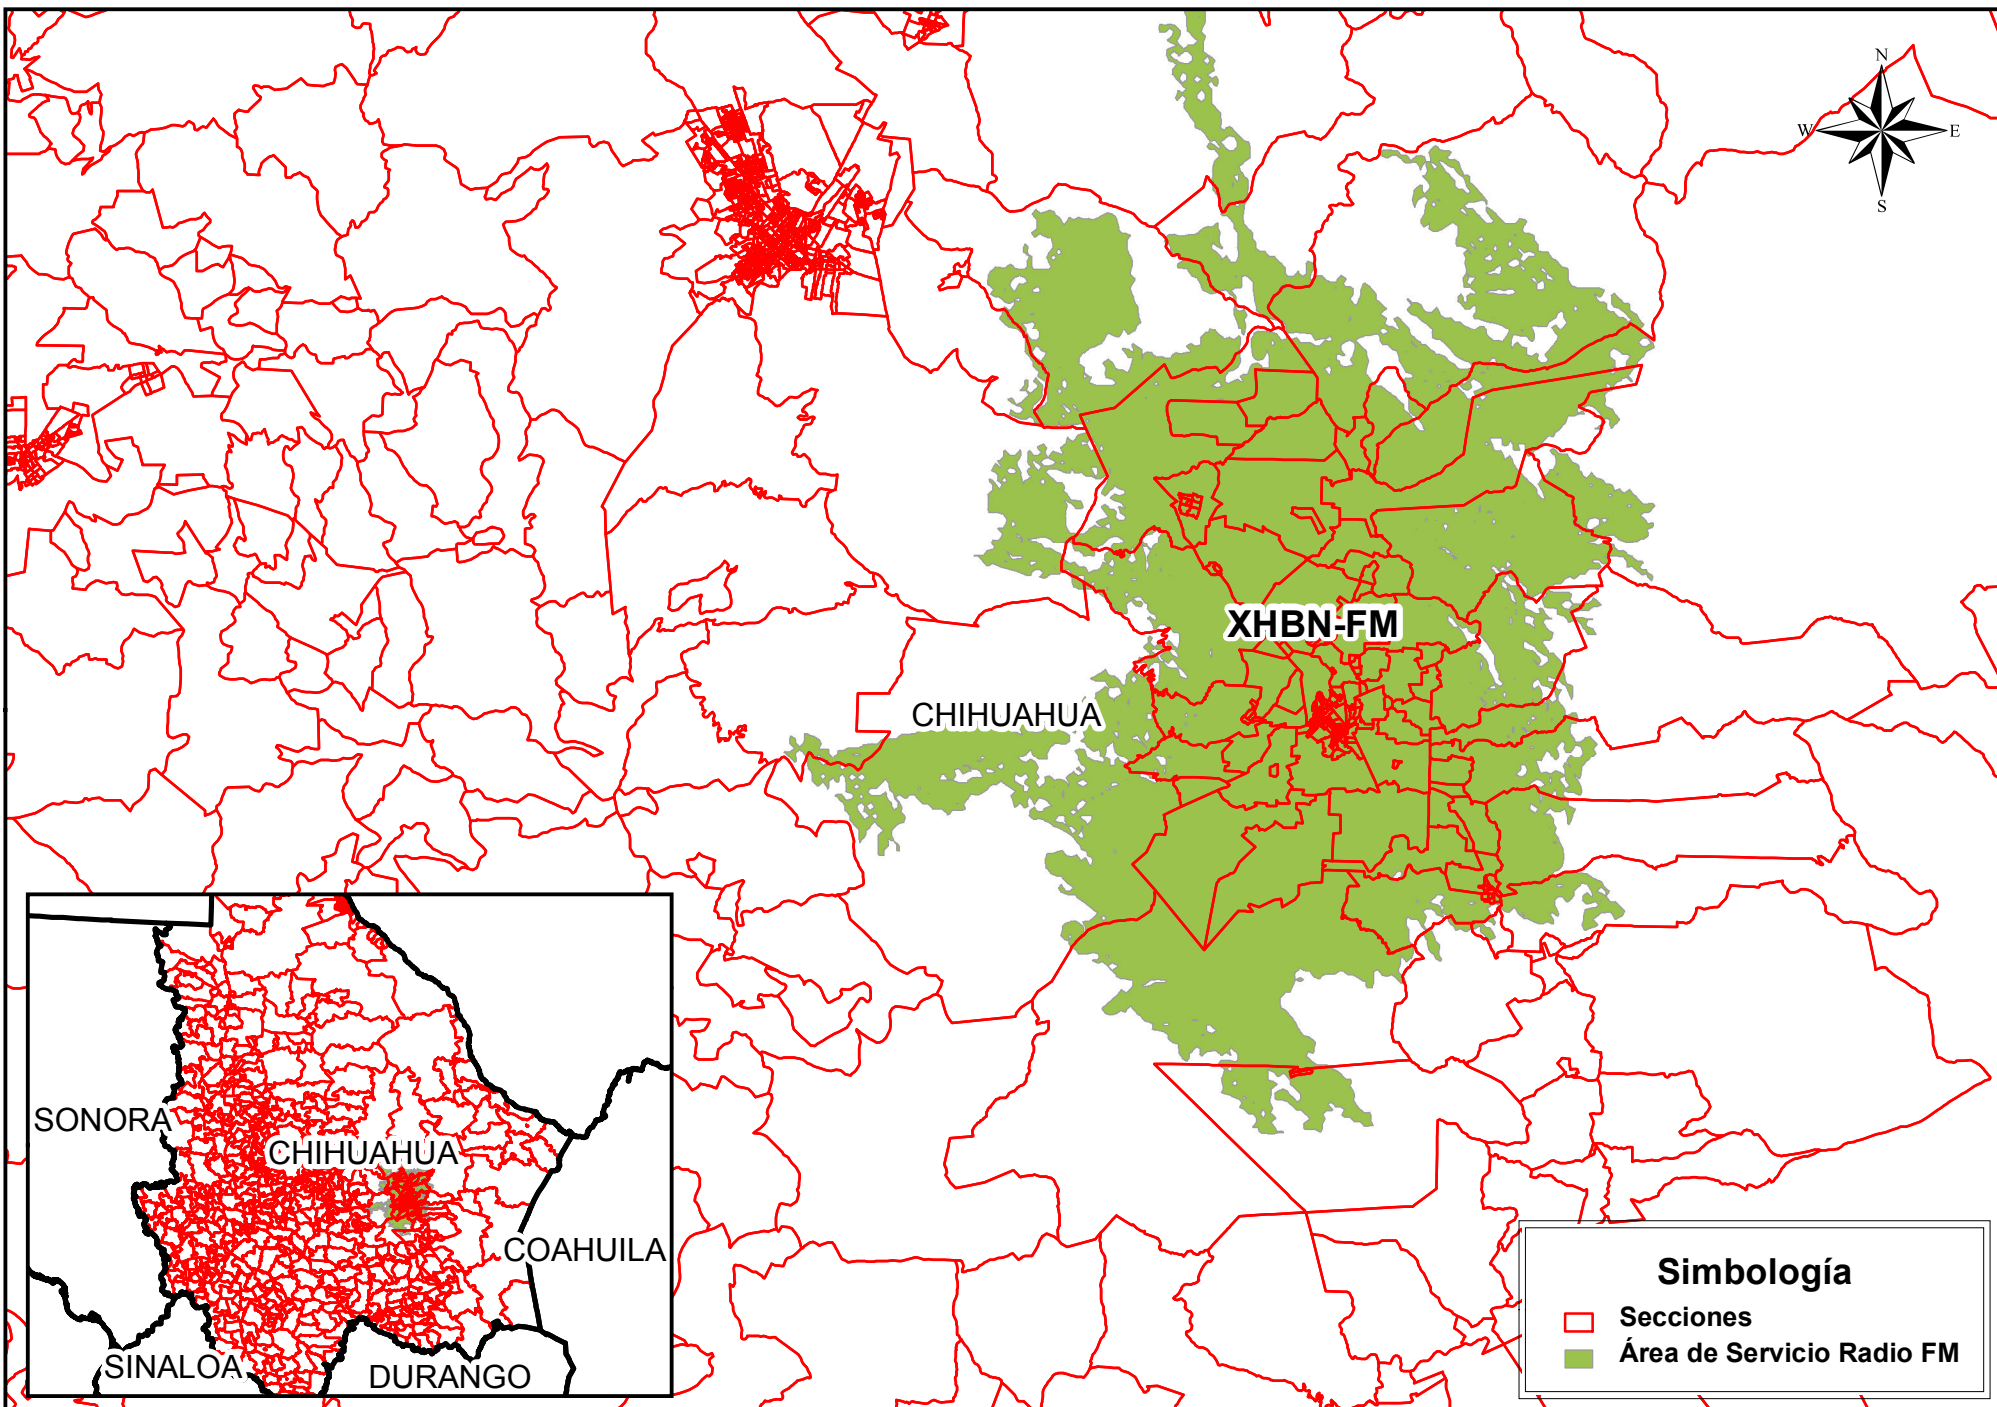 N
W E
S
XHBN-FM
CHIHUAHUA
SONORA
CHIHUAHUA
COAHUILA
SINALOA
DURANGO
Simbología
Secciones
Área de Servicio Radio FM